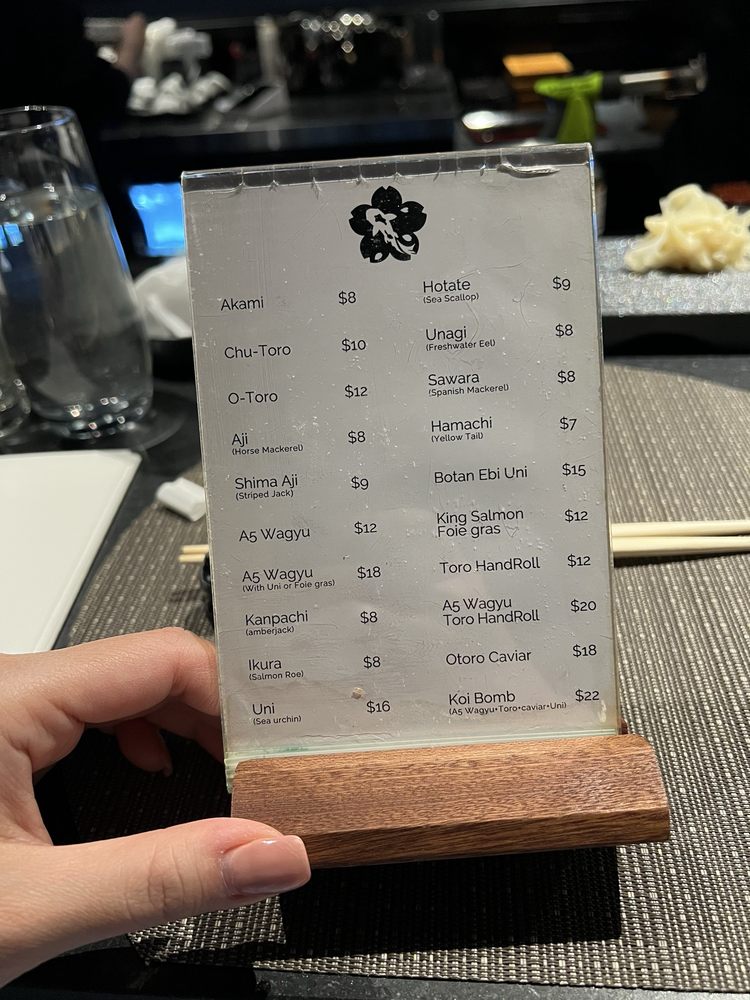 Akami $8
Chu-Toro $10
O-Toro $12
Aji $8
(Horse Mackerel)
Shima Aji $9
(Striped Jack)
A5 Wagyu $12
A5 Wagyu $18
(With Uni or Foie gras)
Kanpachi $8
(amberjack)
Ikura $8
(Salmon Roe)
Uni $16
(Sea urchin)
Hotate $9
(Sea Scallop)
Unagi $8
(Freshwater Eel)
Sawara $8
(Spanish Mackerel)
Hamachi $7
(Yellow Tail)
Botan Ebi Uni $15
King Salmon $12
Foie gras
Toro HandRoll $12
A5 Wagyu $20
Toro HandRoll
Otoro Caviar $18
Koi Bomb $22
(A5 Wagyu+Toro+caviar+Uni)